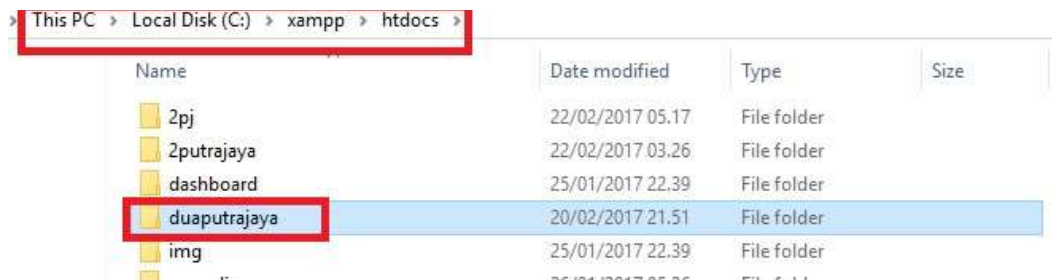 This PC > Local Disk (C:) > xampp > htdocs >
Name Date modified Type Size
2pj 22/02/2017 05.17 File folder
2putrajaya 22/02/2017 03.26 File folder
dashboard 25/01/2017 22.39 File folder
duaputrajaya 20/02/2017 21.51 File folder
img 25/01/2017 22.39 File folder